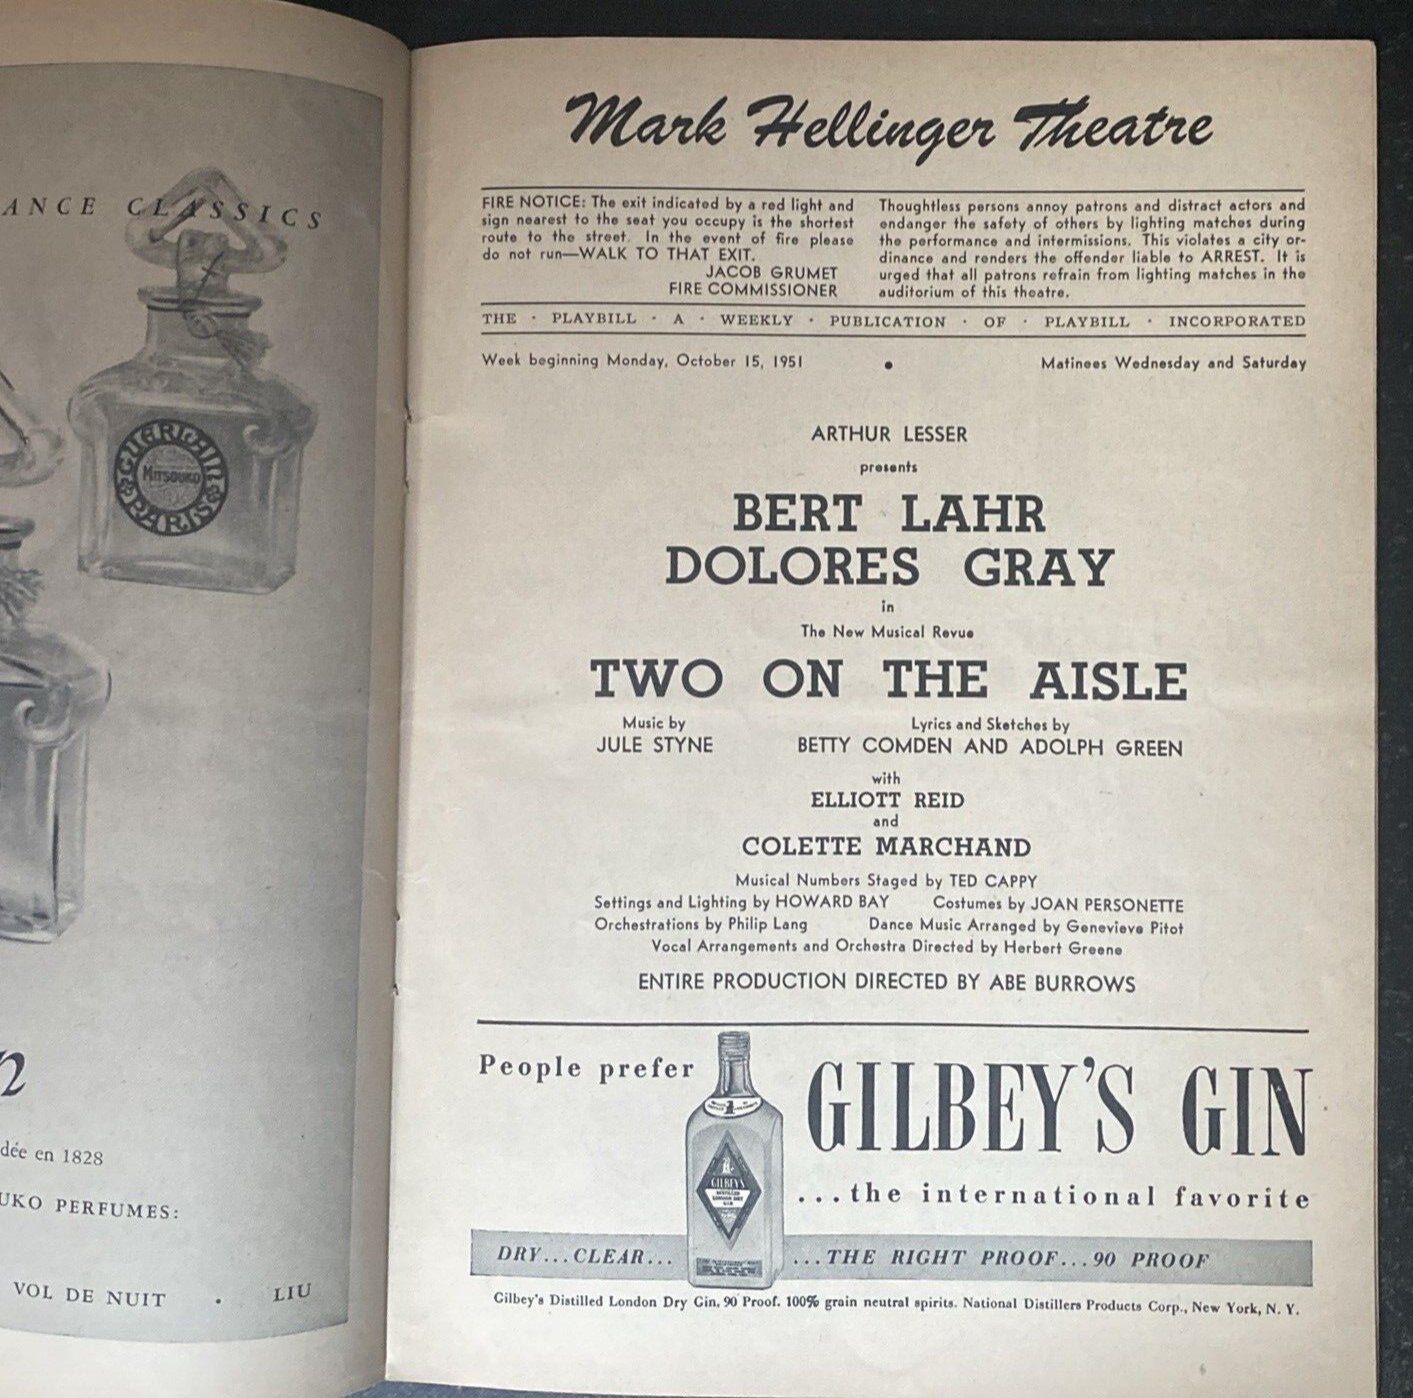 ANCE CLASSICS
GUERLAIN
MITSOUKO
PARIS
dée en 1828
UKO PERFUMES:
VOL DE NUIT • LIU
Mark Hellinger Theatre
FIRE NOTICE: The exit indicated by a red light and
sign nearest to the seat you occupy is the shortest
route to the street. In the event of fire please
do not run—WALK TO THAT EXIT.
JACOB GRUMET
FIRE COMMISSIONER
Thoughtless persons annoy patrons and distract actors and
endanger the safety of others by lighting matches during
the performance and intermissions. This violates a city or-
dinance and renders the offender liable to ARREST. It is
urged that all patrons refrain from lighting matches in the
auditorium of this theatre.
THE · PLAYBILL · A · WEEKLY · PUBLICATION · OF · PLAYBILL · INCORPORATED
Week beginning Monday, October 15, 1951 • Matinees Wednesday and Saturday
ARTHUR LESSER
presents
BERT LAHR
DOLORES GRAY
in
The New Musical Revue
TWO ON THE AISLE
Music by
JULE STYNE
Lyrics and Sketches by
BETTY COMDEN AND ADOLPH GREEN
with
ELLIOTT REID
and
COLETTE MARCHAND
Musical Numbers Staged by TED CAPPY
Settings and Lighting by HOWARD BAY Costumes by JOAN PERSONETTE
Orchestrations by Philip Lang Dance Music Arranged by Genevieve Pitot
Vocal Arrangements and Orchestra Directed by Herbert Greene
ENTIRE PRODUCTION DIRECTED BY ABE BURROWS
People prefer
GILBEY'S GIN
...the international favorite
GILBEY'S
DISTILLED
LONDON DRY
GIN
DRY...CLEAR... ...THE RIGHT PROOF...90 PROOF
Gilbey's Distilled London Dry Gin. 90 Proof. 100% grain neutral spirits. National Distillers Products Corp., New York, N. Y.